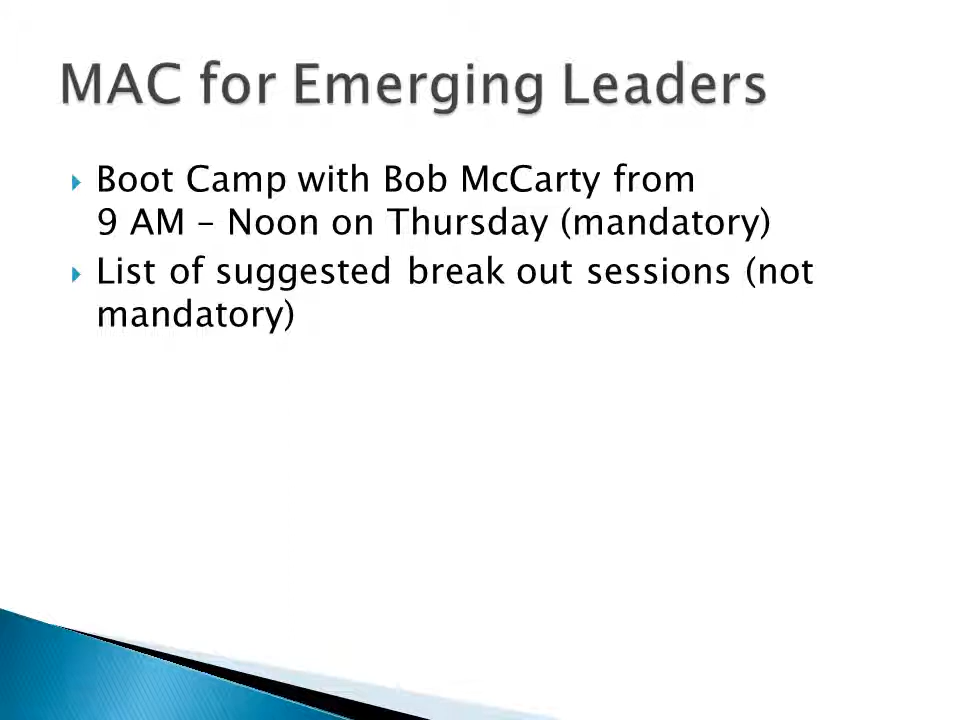 MAC for Emerging Leaders
Boot Camp with Bob McCarty from
9 AM – Noon on Thursday (mandatory)
List of suggested break out sessions (not
mandatory)